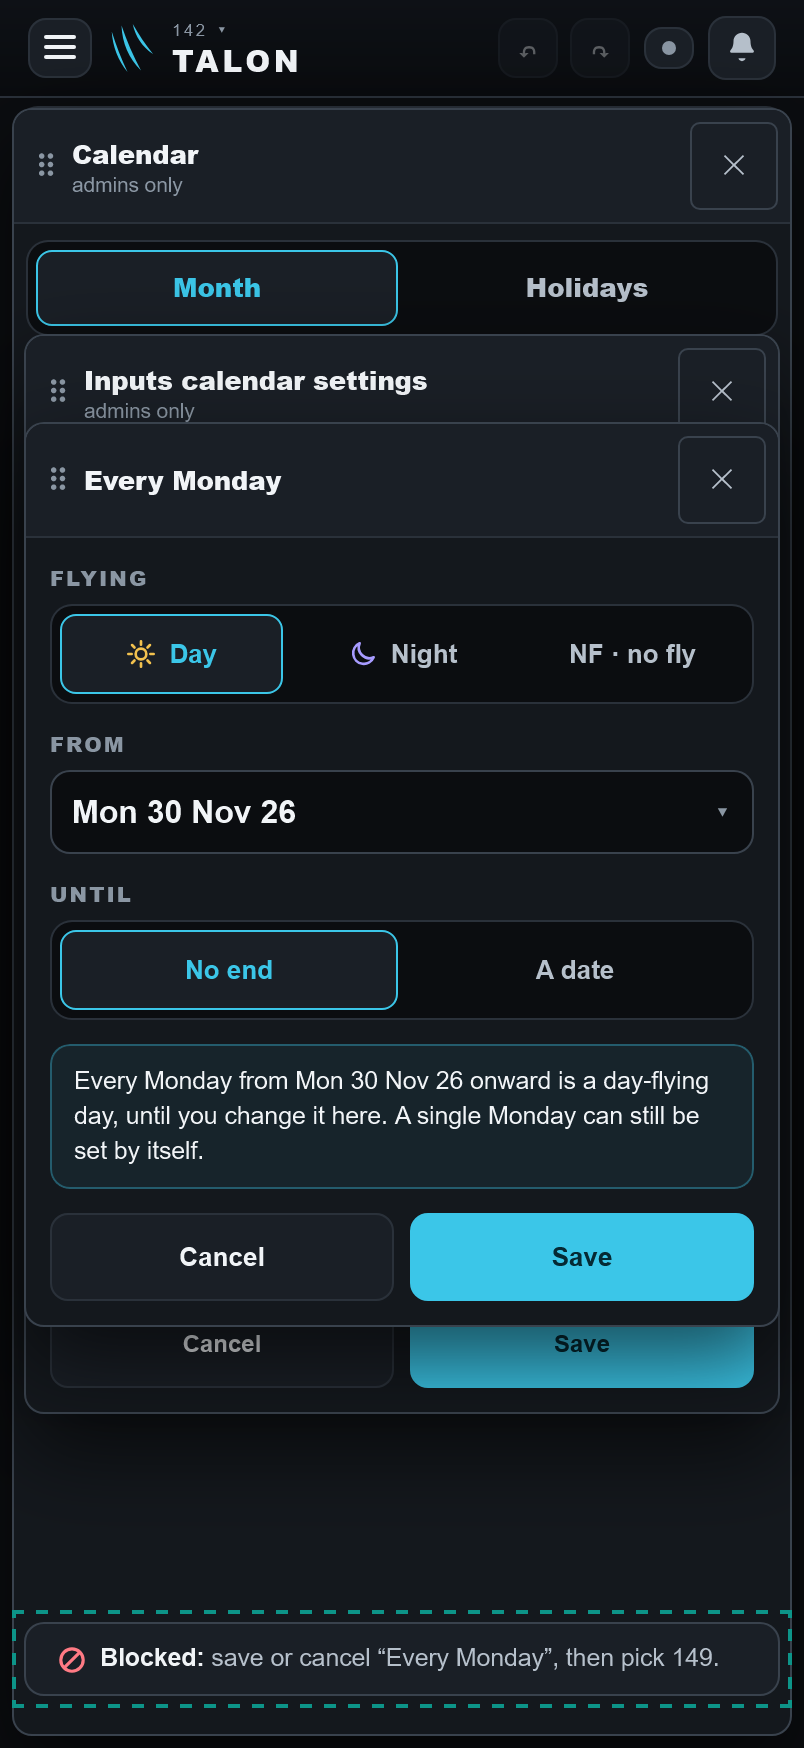 142 ▾
TALON
Calendar
admins only
Month
Holidays
Inputs calendar settings
admins only
Every Monday
FLYING
Day
Night
NF · no fly
FROM
Mon 30 Nov 26
UNTIL
No end
A date
Every Monday from Mon 30 Nov 26 onward is a day-flying
day, until you change it here. A single Monday can still be
set by itself.
Cancel
Save
Cancel
Save
Blocked: save or cancel “Every Monday”, then pick 149.